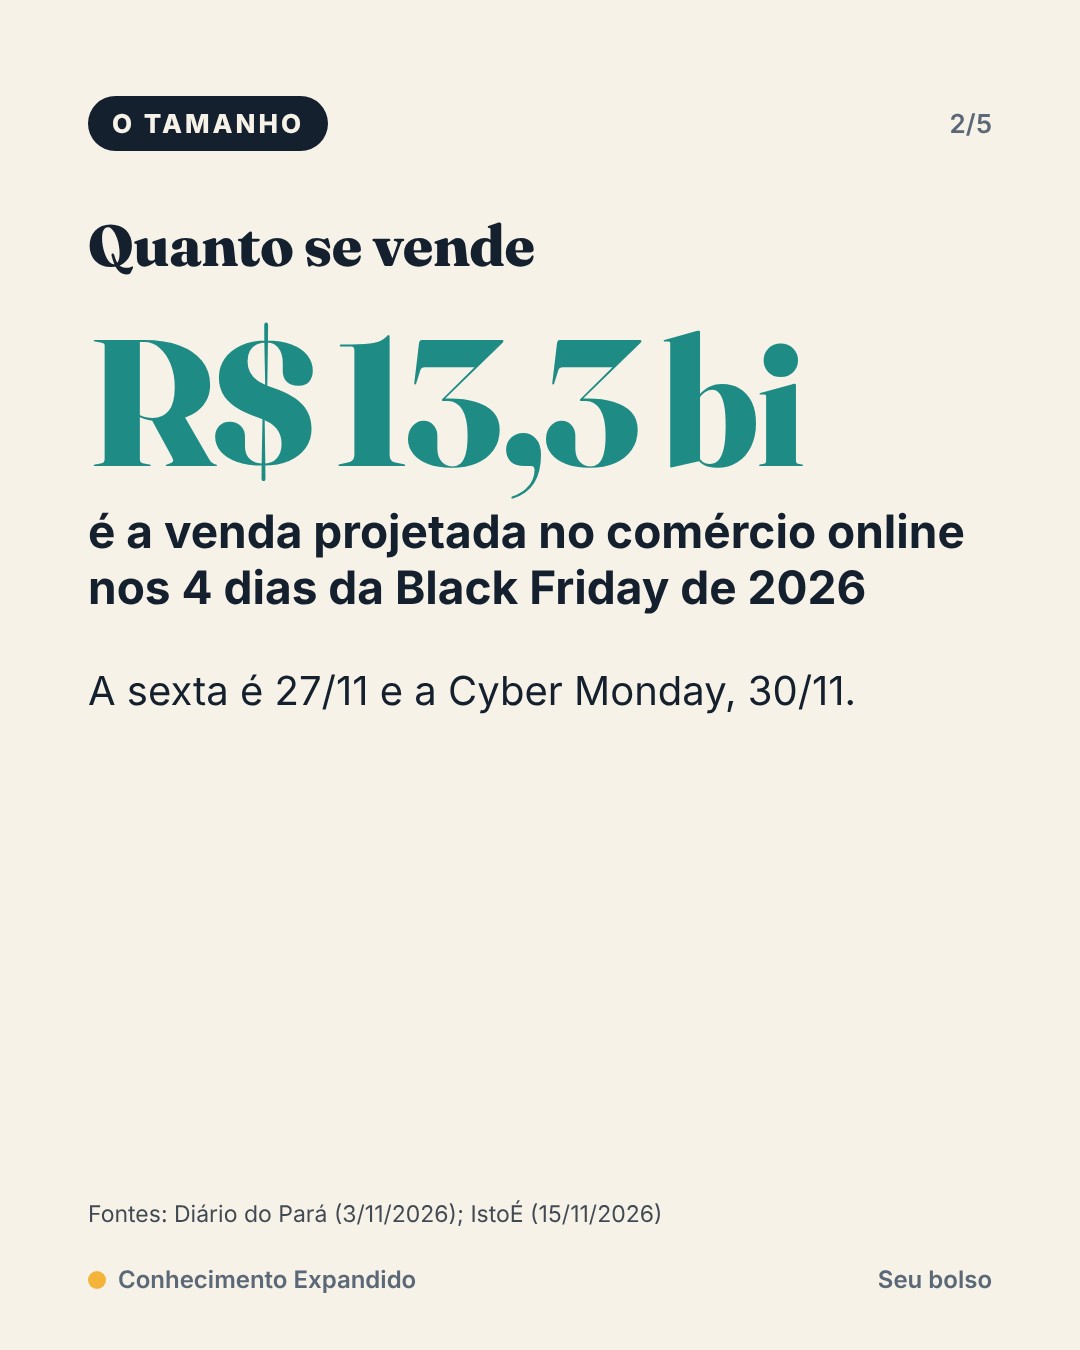 O TAMANHO
2/5
Quanto se vende
R$ 13,3 bi
é a venda projetada no comércio online
nos 4 dias da Black Friday de 2026
A sexta é 27/11 e a Cyber Monday, 30/11.
Fontes: Diário do Pará (3/11/2026); IstoÉ (15/11/2026)
Conhecimento Expandido
Seu bolso